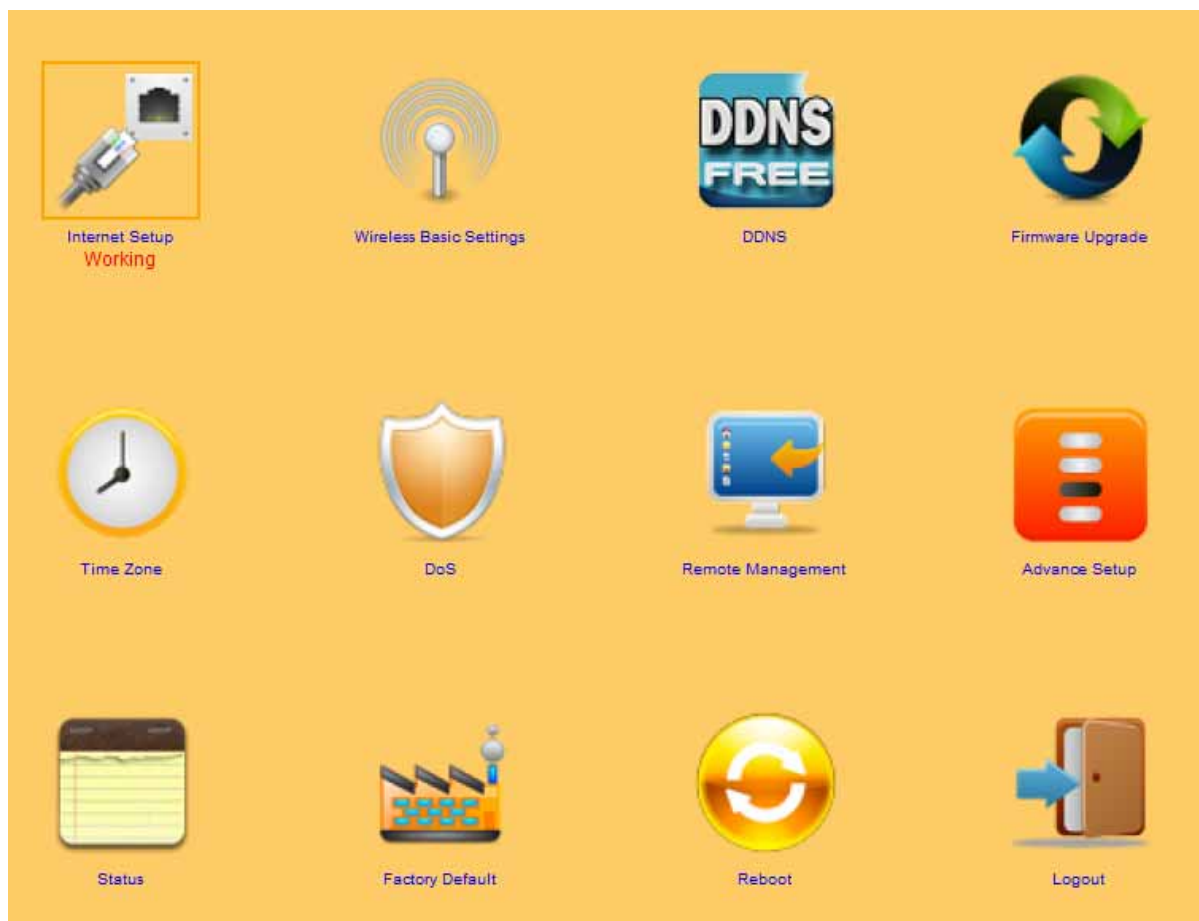 DDNS
FREE
Internet Setup
Working
Wireless Basic Settings
DDNS
Firmware Upgrade
Time Zone
DoS
Remote Management
Advance Setup
Status
Factory Default
Reboot
Logout